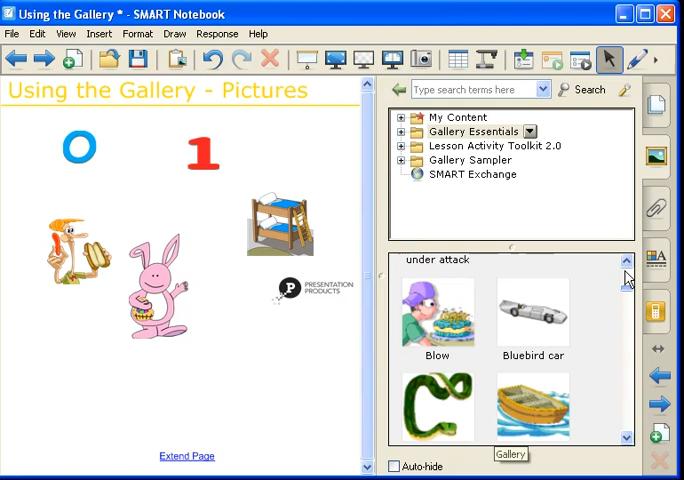 Using the Gallery * - SMART Notebook
File Edit View Insert Format Draw Response Help
Using the Gallery - Pictures
0 1
P PRESENTATION
PRODUCTS
Extend Page
Type search terms here Search
My Content
Gallery Essentials
Lesson Activity Toolkit 2.0
Gallery Sampler
SMART Exchange
under attack
Blow Bluebird car
Gallery
Auto-hide